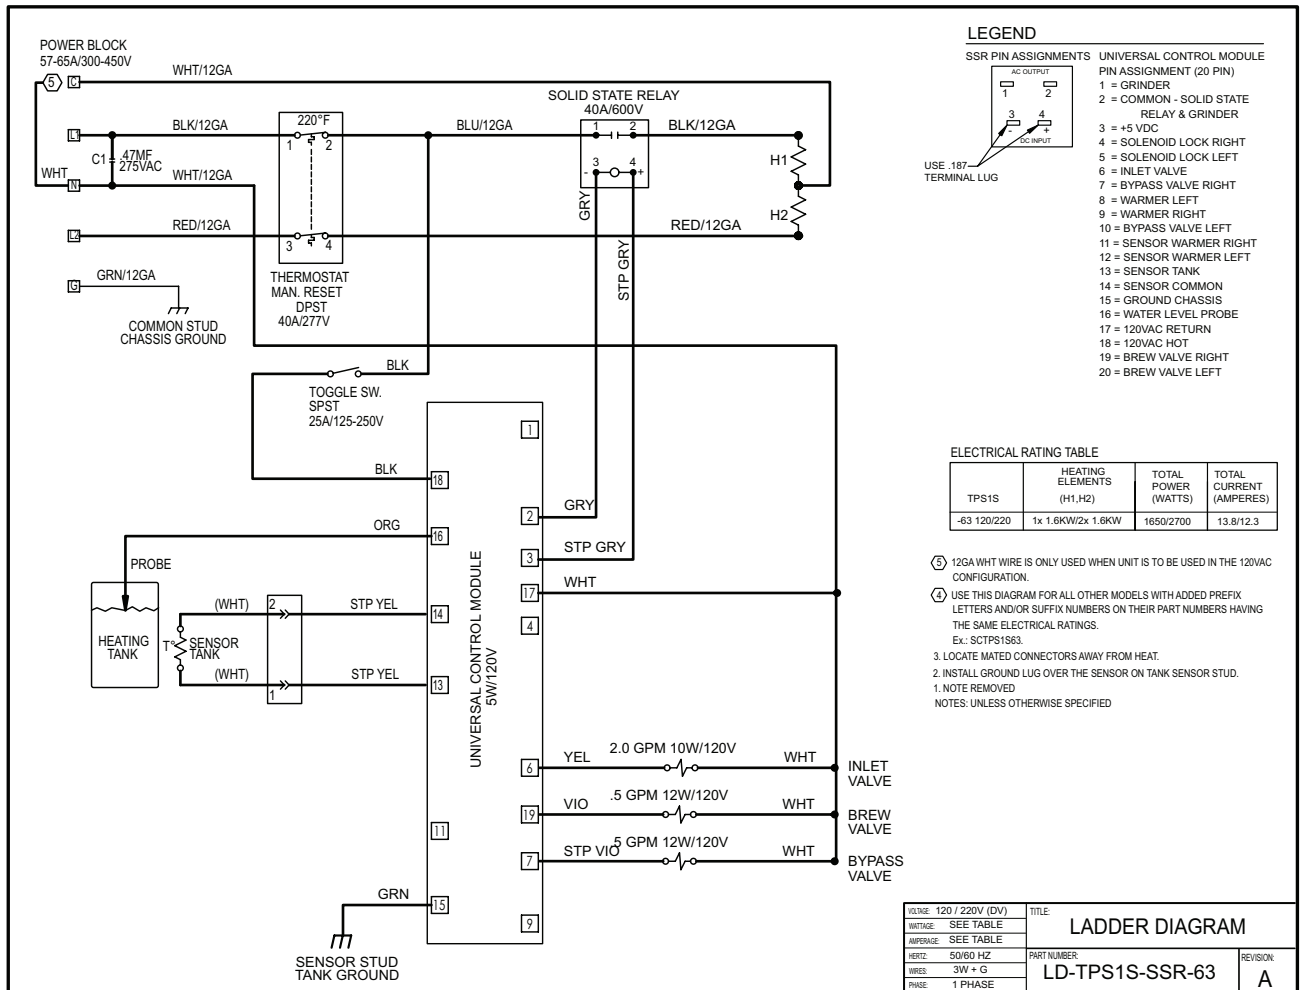 POWER BLOCK
57-65A/300-450V
5
C
WHT/12GA
L1
BLK/12GA
C1
.47MF
275VAC
WHT
N
WHT/12GA
L2
RED/12GA
G
GRN/12GA
COMMON STUD
CHASSIS GROUND
220°F
1
2
3
4
THERMOSTAT
MAN. RESET
DPST
40A/277V
BLU/12GA
SOLID STATE RELAY
40A/600V
1
2
3
4
-
+
BLK/12GA
H1
H2
RED/12GA
GRY
STP GRY
BLK
TOGGLE SW.
SPST
25A/125-250V
BLK
ORG
PROBE
HEATING
TANK
T°
SENSOR
TANK
(WHT)
(WHT)
2
1
STP YEL
STP YEL
GRN
SENSOR STUD
TANK GROUND
UNIVERSAL CONTROL MODULE
5W/120V
18
16
14
13
11
15
1
2
3
17
4
6
19
7
9
GRY
STP GRY
WHT
YEL
2.0 GPM 10W/120V
WHT
INLET
VALVE
VIO
.5 GPM 12W/120V
WHT
BREW
VALVE
STP VIO
.5 GPM 12W/120V
WHT
BYPASS
VALVE
LEGEND
SSR PIN ASSIGNMENTS
AC OUTPUT
1
2
3
4
-
+
DC INPUT
USE .187
TERMINAL LUG
UNIVERSAL CONTROL MODULE
PIN ASSIGNMENT (20 PIN)
1 = GRINDER
2 = COMMON - SOLID STATE
RELAY & GRINDER
3 = +5 VDC
4 = SOLENOID LOCK RIGHT
5 = SOLENOID LOCK LEFT
6 = INLET VALVE
7 = BYPASS VALVE RIGHT
8 = WARMER LEFT
9 = WARMER RIGHT
10 = BYPASS VALVE LEFT
11 = SENSOR WARMER RIGHT
12 = SENSOR WARMER LEFT
13 = SENSOR TANK
14 = SENSOR COMMON
15 = GROUND CHASSIS
16 = WATER LEVEL PROBE
17 = 120VAC RETURN
18 = 120VAC HOT
19 = BREW VALVE RIGHT
20 = BREW VALVE LEFT
ELECTRICAL RATING TABLE
TPS1S
HEATING
ELEMENTS
(H1,H2)
TOTAL
POWER
(WATTS)
TOTAL
CURRENT
(AMPERES)
-63 120/220
1x 1.6KW/2x 1.6KW
1650/2700
13.8/12.3
5 12GA WHT WIRE IS ONLY USED WHEN UNIT IS TO BE USED IN THE 120VAC
CONFIGURATION.
4 USE THIS DIAGRAM FOR ALL OTHER MODELS WITH ADDED PREFIX
LETTERS AND/OR SUFFIX NUMBERS ON THEIR PART NUMBERS HAVING
THE SAME ELECTRICAL RATINGS.
Ex.: SCTPS1S63.
3. LOCATE MATED CONNECTORS AWAY FROM HEAT.
2. INSTALL GROUND LUG OVER THE SENSOR ON TANK SENSOR STUD.
1. NOTE REMOVED
NOTES: UNLESS OTHERWISE SPECIFIED
VOLTAGE: 120 / 220V (DV)
WATTAGE: SEE TABLE
AMPERAGE: SEE TABLE
HERTZ: 50/60 HZ
WIRES: 3W + G
PHASE: 1 PHASE
TITLE:
LADDER DIAGRAM
PART NUMBER:
LD-TPS1S-SSR-63
REVISION:
A